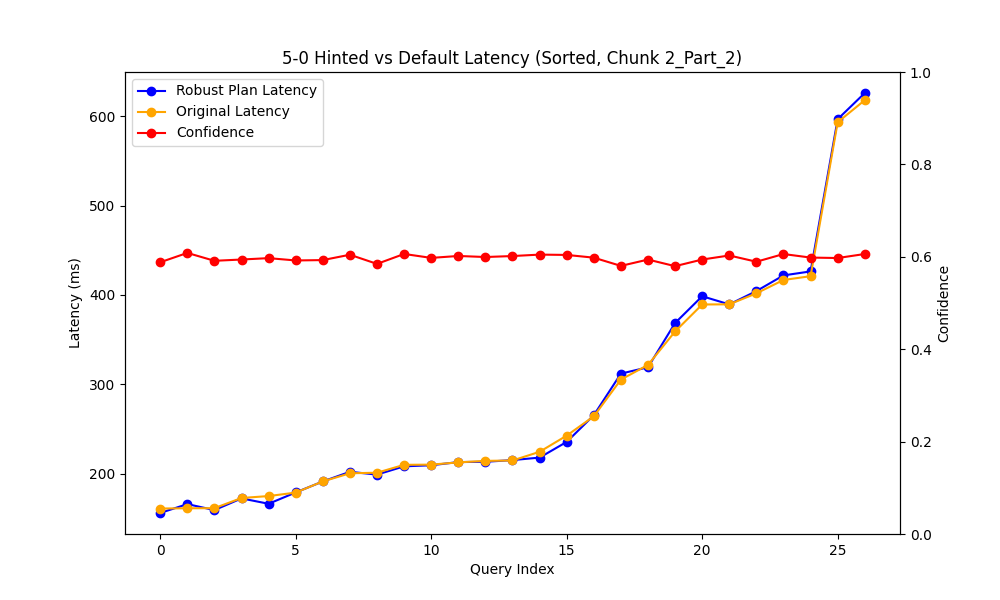 5-0 Hinted vs Default Latency (Sorted, Chunk 2_Part_2)
Robust Plan Latency
Original Latency
Confidence
600
500
400
300
200
Latency (ms)
1.0
0.8
0.6
0.4
0.2
0.0
Confidence
0 5 10 15 20 25
Query Index